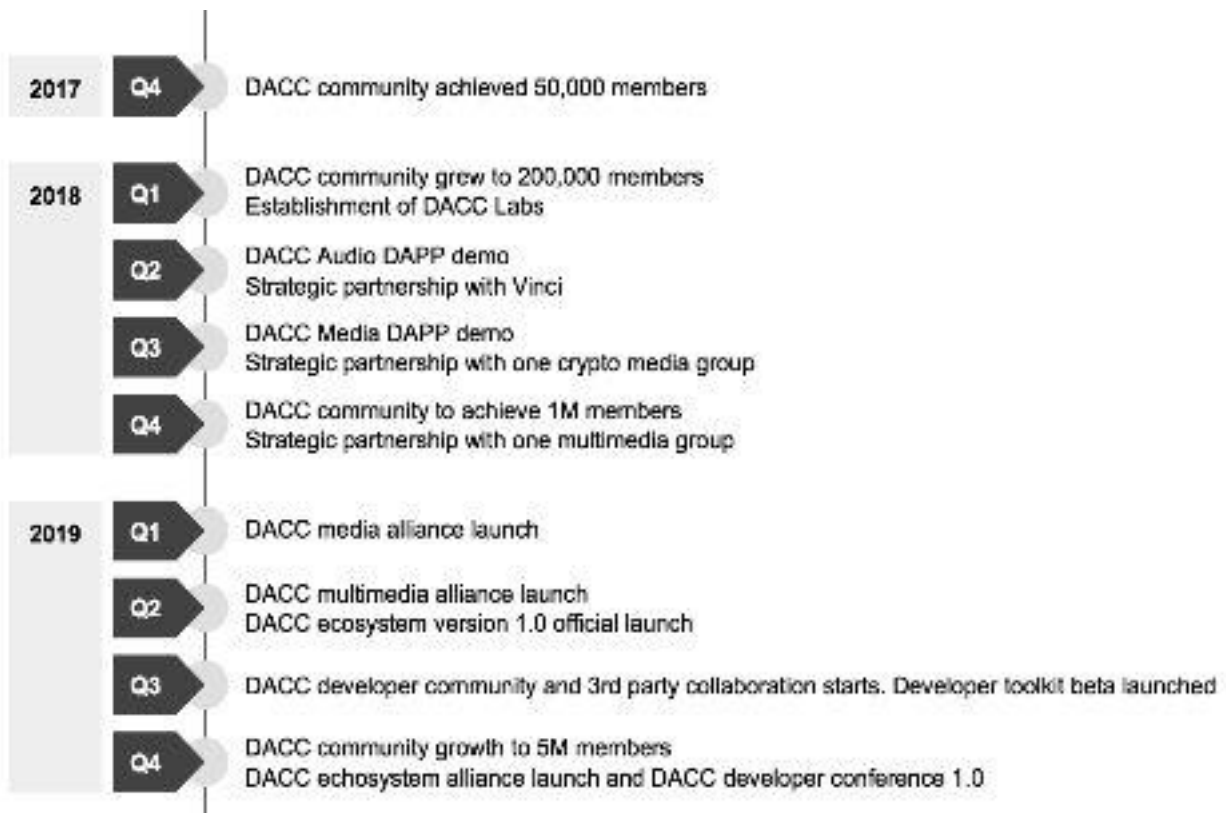 2017
Q4
DACC community achieved 50,000 members
2018
Q1
DACC community grew to 200,000 members
Establishment of DACC Labs
Q2
DACC Audio DAPP demo
Strategic partnership with Vinci
Q3
DACC Media DAPP demo
Strategic partnership with one crypto media group
Q4
DACC community to achieve 1M members
Strategic partnership with one multimedia group
2019
Q1
DACC media alliance launch
Q2
DACC multimedia alliance launch
DACC ecosystem version 1.0 official launch
Q3
DACC developer community and 3rd party collaboration starts. Developer toolkit beta launched
Q4
DACC community growth to 5M members
DACC echosystem alliance launch and DACC developer conference 1.0